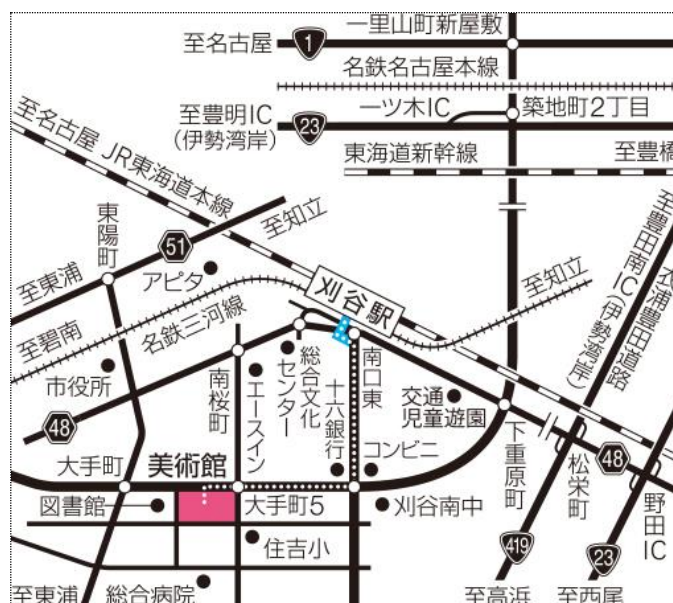 一里山町新屋敷
至名古屋
1
名鉄名古屋本線
至豊明IC
(伊勢湾岸)
23
一ツ木IC
築地町2丁目
東海道新幹線
至豊橋
至名古屋 JR東海道本線
東陽町
51
至知立
至東浦
アピタ
刈谷駅
至知立
至豊田南IC(伊勢湾岸)
衣浦豊田道路
至碧南
名鉄三河線
市役所
48
南桜町
エースイン
総合文化
センター
十六銀行
南口東
交通
児童遊園
コンビニ
下重原町
松栄町
48
野田IC
大手町
美術館
大手町5
刈谷南中
図書館
住吉小
419
23
至東浦
総合病院
至高浜
至西尾